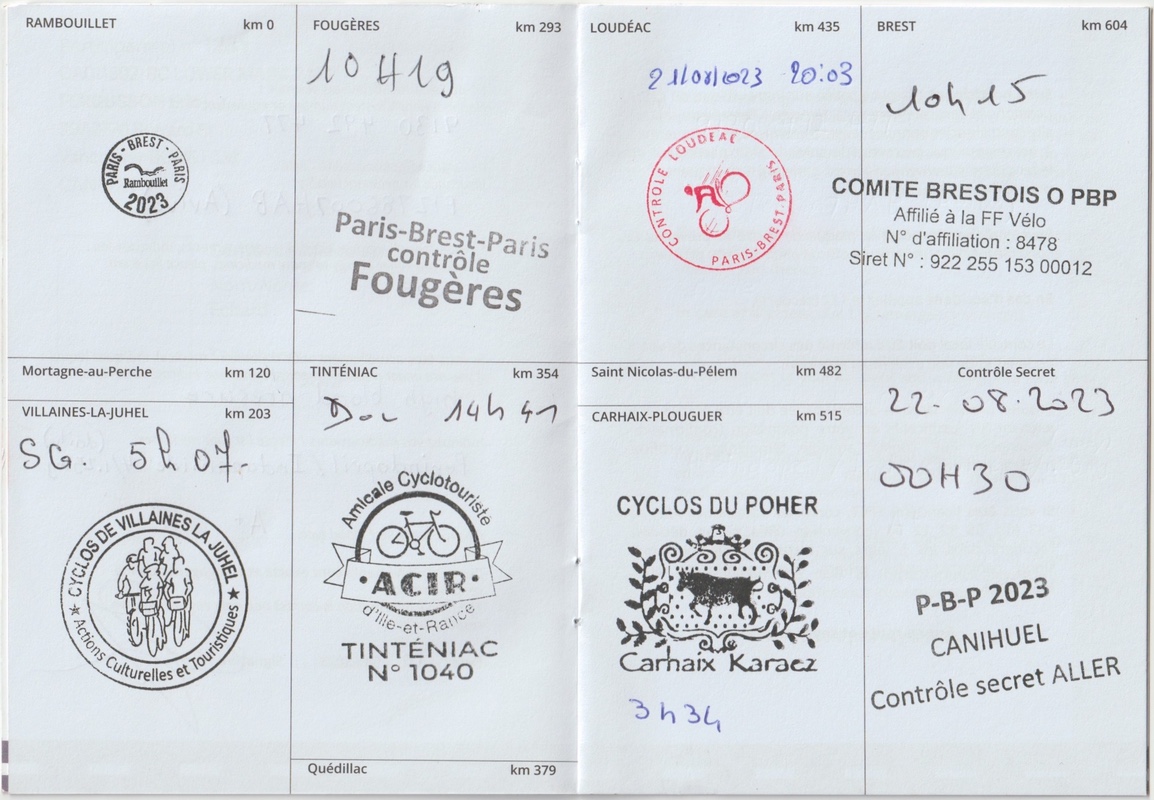 RAMBOUILLET km 0
PARIS - BREST - PARIS
Rambouillet
2023
FOUGÈRES km 293
10H19
Paris-Brest-Paris
contrôle
Fougères
LOUDÉAC km 435
21/08/2023 20:03
CONTROLE LOUDEAC
PARIS-BREST-PARIS
BREST km 604
10h15
COMITE BRESTOIS O PBP
Affilié à la FF Vélo
N° d'affiliation : 8478
Siret N° : 922 255 153 00012
Mortagne-au-Perche km 120
VILLAINES-LA-JUHEL km 203
SG. 5h07.
CYCLOS DE VILLAINES LA JUHEL
Actions Culturelles et Touristiques
TINTÉNIAC km 354
14h41
Amicale Cyclotouriste
ACIR
d'Ille-et-Rance
TINTÉNIAC
N° 1040
Quédillac km 379
Saint Nicolas-du-Pélem km 482
CARHAIX-PLOUGUER km 515
CYCLOS DU POHER
Carhaix Karaez
3h34
Contrôle Secret
22.08.2023
00H30
P-B-P 2023
CANIHUEL
Contrôle secret ALLER